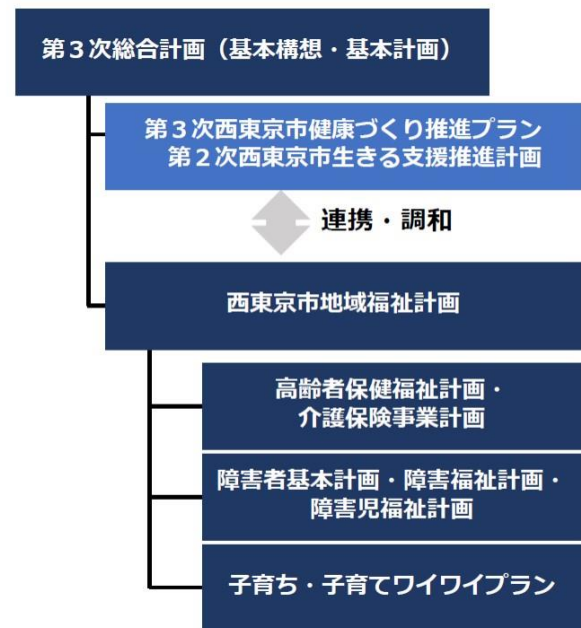 第３次総合計画（基本構想・基本計画）
第３次西東京市健康づくり推進プラン
第２次西東京市生きる支援推進計画
連携・調和
西東京市地域福祉計画
高齢者保健福祉計画・
介護保険事業計画
障害者基本計画・障害福祉計画・
障害児福祉計画
子育ち・子育てワイワイプラン